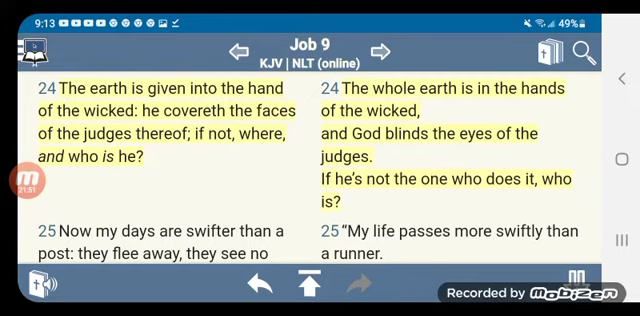 9:13
49%
Job 9
KJV | NLT (online)
24 The earth is given into the hand
of the wicked: he covereth the faces
of the judges thereof; if not, where,
and who is he?
25 Now my days are swifter than a
post: they flee away, they see no
24 The whole earth is in the hands
of the wicked,
and God blinds the eyes of the
judges.
If he's not the one who does it, who
is?
25 “My life passes more swiftly than
a runner.
m
21:51
Recorded by mobizen